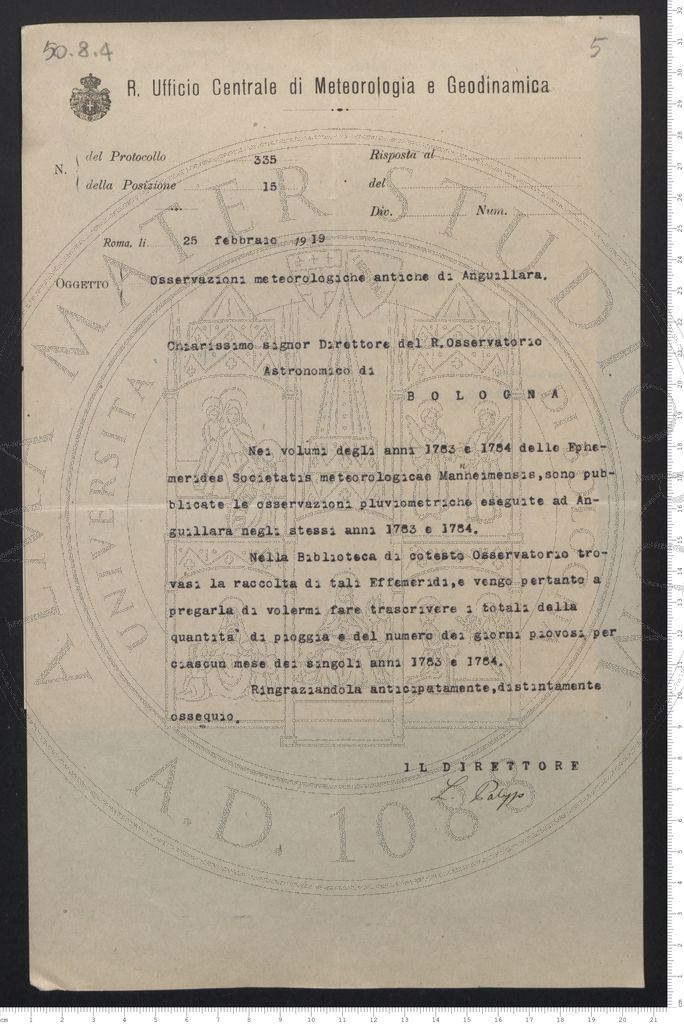 50.8.4
5
R. Ufficio Centrale di Meteorologia e Geodinamica
N. del Protocollo 335
della Posizione 15
Risposta al
del
Div. Num.
Roma, li 25 febbraio 1919
OGGETTO Osservazioni meteorologiche antiche di Anguillara.
Chiarissimo signor Direttore del R.Osservatorio
Astronomico di
BOLOGNA
Nei volumi degli anni 1783 e 1784 delle Ephe-
merides Societatis meteorologicae Manheimensis,sono pub-
blicate le osservazioni pluviometriche eseguite ad An-
guillara negli stessi anni 1783 e 1784.
Nella Biblioteca di cotesto Osservatorio tro-
vasi la raccolta di tali Effemeridi,e vengo pertanto a
pregarla di volermi fare trascrivere i totali della
quantita' di pioggia e del numero dei giorni piovosi per
ciascun mese dei singoli anni 1783 e 1784.
Ringraziandola anticipatamente,distintamente
ossequio.
IL DIRETTORE
ALMA MATER STUDIORUM
UNIVERSITA DI BOLOGNA
A.D. 1088